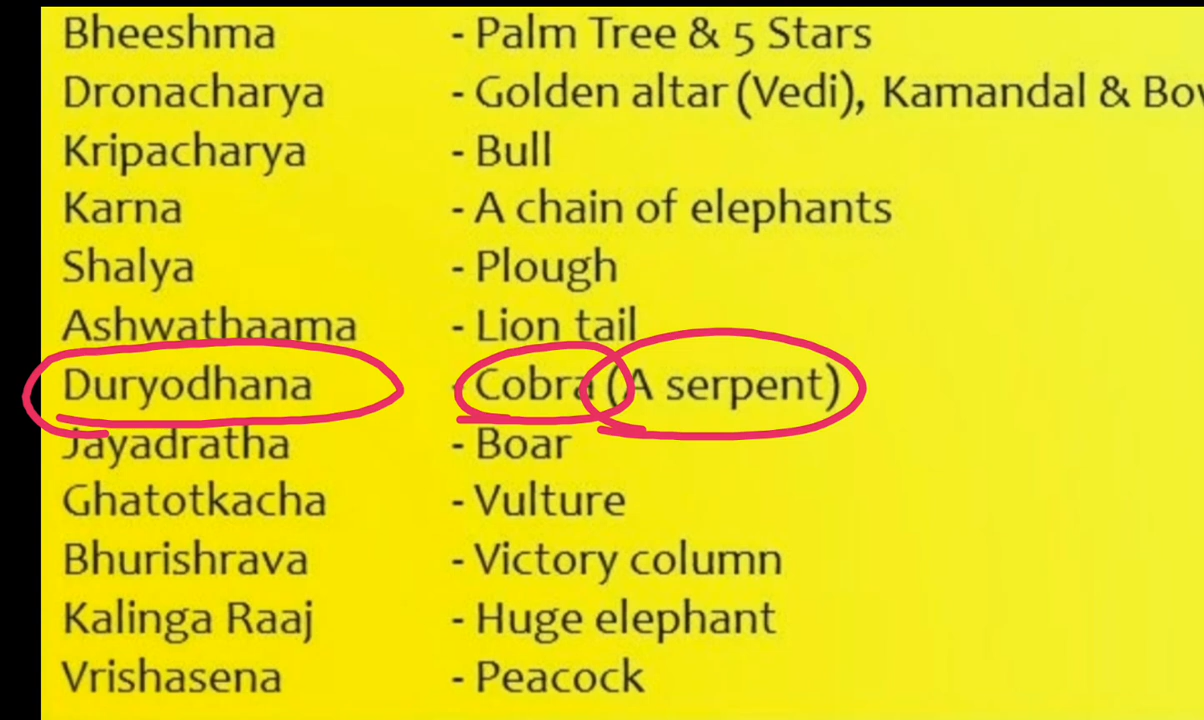 Bheeshma - Palm Tree & 5 Stars
Dronacharya - Golden altar (Vedi), Kamandal &
Kripacharya - Bull
Karna - A chain of elephants
Shalya - Plough
Ashwathaama - Lion tail
Duryodhana - Cobra (A serpent)
Jayadratha - Boar
Ghatotkacha - Vulture
Bhurishrava - Victory column
Kalinga Raaj - Huge elephant
Vrishasena - Peacock